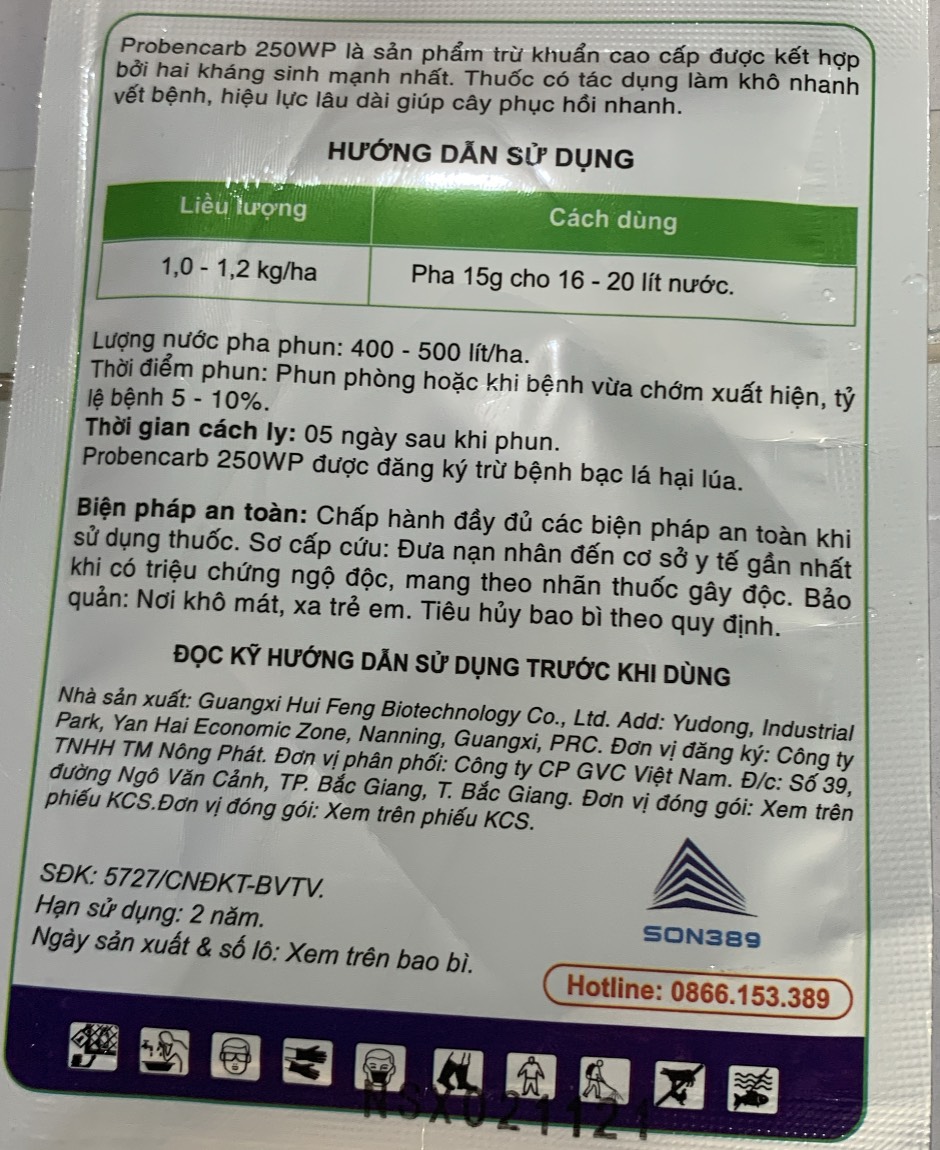 Probencarb 250WP là sản phẩm trừ khuẩn cao cấp được kết hợp
bởi hai kháng sinh mạnh nhất. Thuốc có tác dụng làm khô nhanh
vết bệnh, hiệu lực lâu dài giúp cây phục hồi nhanh.
HƯỚNG DẪN SỬ DỤNG
Liều lượng Cách dùng
1,0 - 1,2 kg/ha Pha 15g cho 16 - 20 lít nước.
Lượng nước pha phun: 400 - 500 lít/ha.
Thời điểm phun: Phun phòng hoặc khi bệnh vừa chớm xuất hiện, tỷ
lệ bệnh 5 - 10%.
Thời gian cách ly: 05 ngày sau khi phun.
Probencarb 250WP được đăng ký trừ bệnh bạc lá hại lúa.
Biện pháp an toàn: Chấp hành đầy đủ các biện pháp an toàn khi
sử dụng thuốc. Sơ cấp cứu: Đưa nạn nhân đến cơ sở y tế gần nhất
khi có triệu chứng ngộ độc, mang theo nhãn thuốc gây độc. Bảo
quản: Nơi khô mát, xa trẻ em. Tiêu hủy bao bì theo quy định.
ĐỌC KỸ HƯỚNG DẪN SỬ DỤNG TRƯỚC KHI DÙNG
Nhà sản xuất: Guangxi Hui Feng Biotechnology Co., Ltd. Add: Yudong, Industrial
Park, Yan Hai Economic Zone, Nanning, Guangxi, PRC. Đơn vị đăng ký: Công ty
TNHH TM Nông Phát. Đơn vị phân phối: Công ty CP GVC Việt Nam. Đ/c: Số 39,
đường Ngô Văn Cảnh, TP. Bắc Giang, T. Bắc Giang. Đơn vị đóng gói: Xem trên
phiếu KCS.Đơn vị đóng gói: Xem trên phiếu KCS.
SĐK: 5727/CNĐKT-BVTV.
Hạn sử dụng: 2 năm.
Ngày sản xuất & số lô: Xem trên bao bì.
SON389
Hotline: 0866.153.389
NSX021121